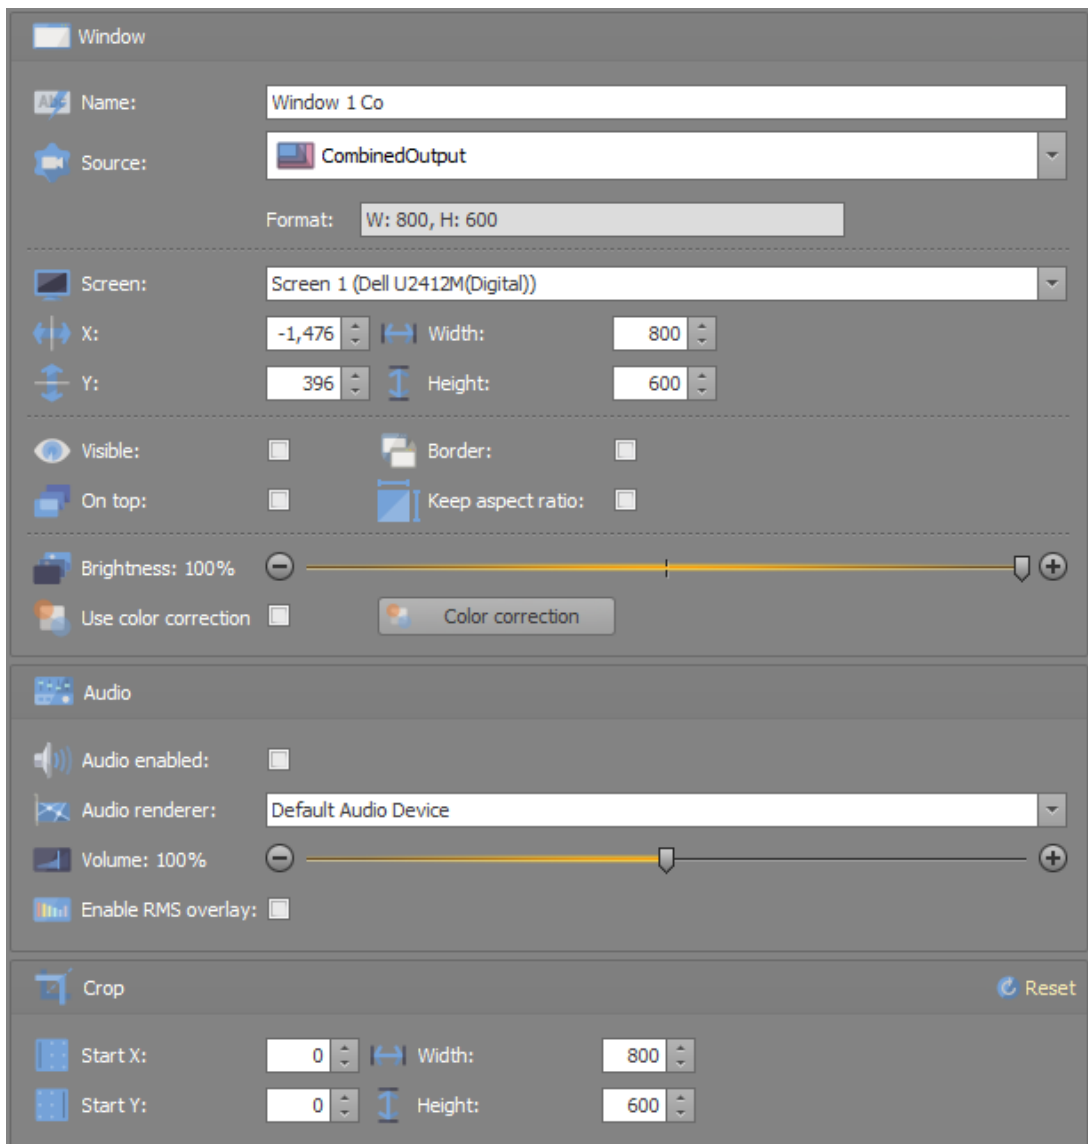 Window
Name: Window 1 Co
Source: CombinedOutput
Format: W: 800, H: 600
Screen: Screen 1 (Dell U2412M(Digital))
X: -1,476 Width: 800
Y: 396 Height: 600
Visible: Border:
On top: Keep aspect ratio:
Brightness: 100%
Use color correction Color correction
Audio
Audio enabled:
Audio renderer: Default Audio Device
Volume: 100%
Enable RMS overlay:
Crop Reset
Start X: 0 Width: 800
Start Y: 0 Height: 600